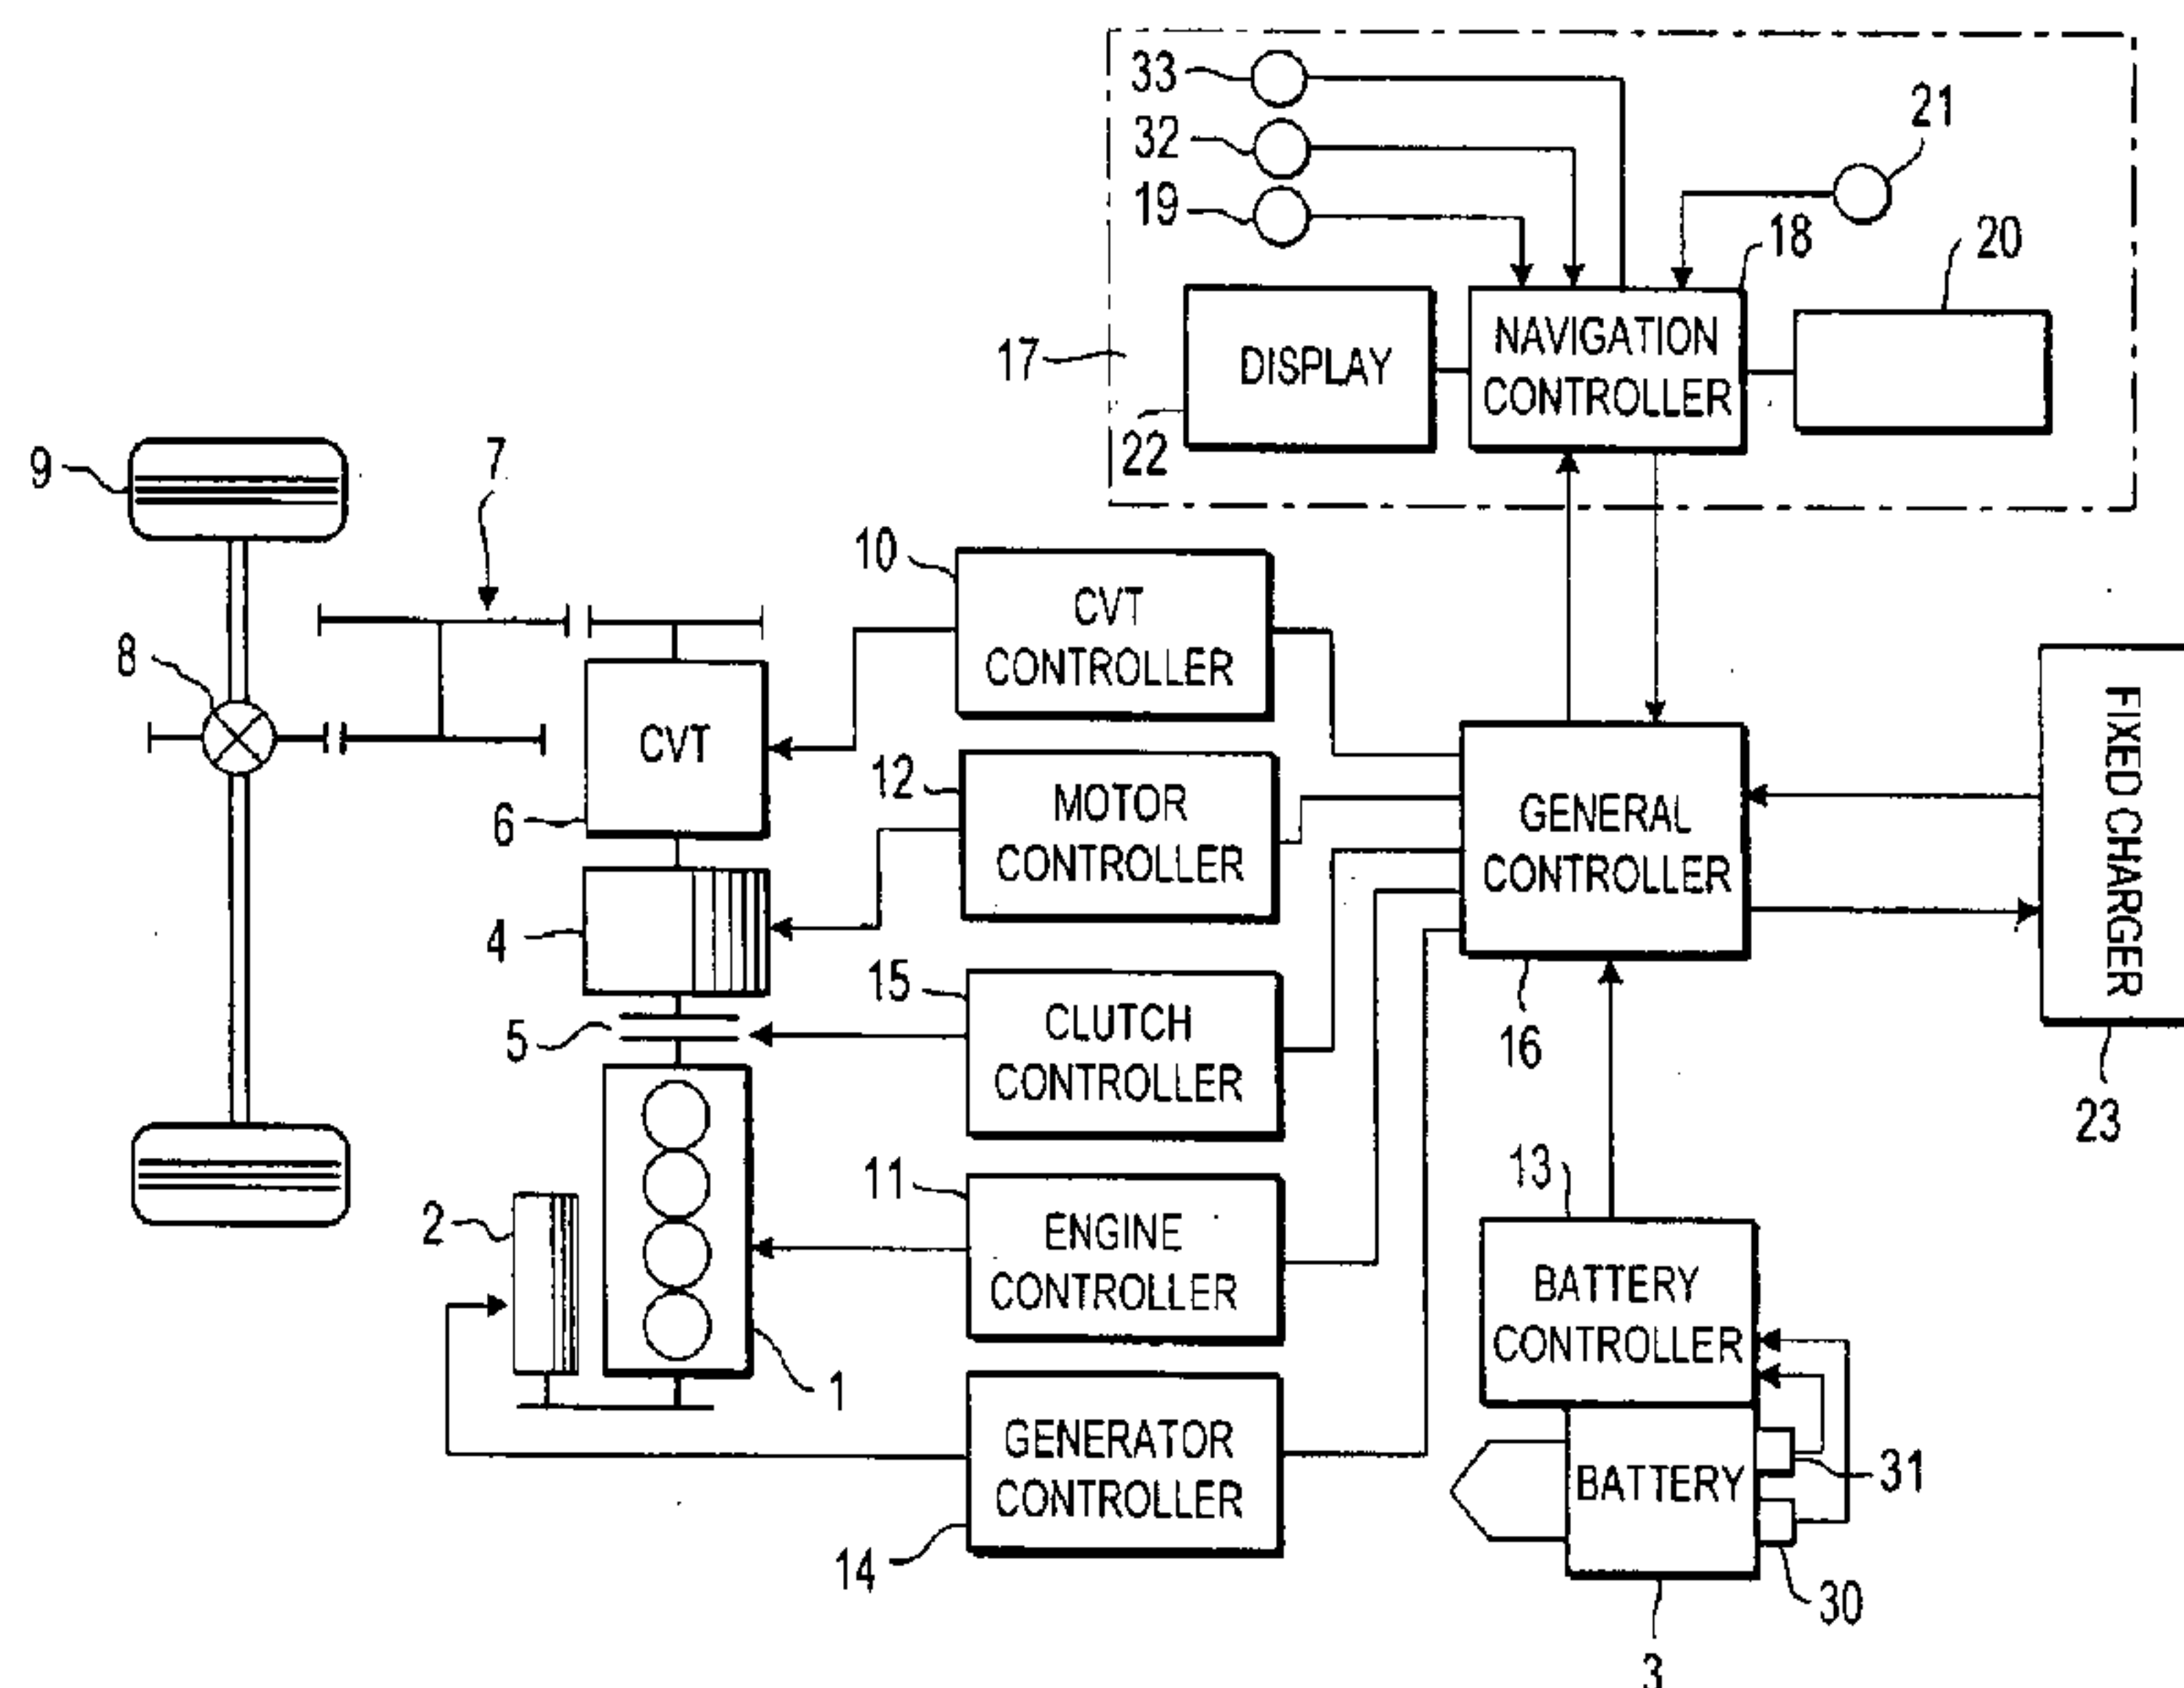 33
32
19
21
18
20
DISPLAY
NAVIGATION
CONTROLLER
17
22
9
7
8
10
CVT
CONTROLLER
CVT
6
12
MOTOR
CONTROLLER
GENERAL
CONTROLLER
16
FIXED CHARGER
23
4
5
15
CLUTCH
CONTROLLER
2
11
ENGINE
CONTROLLER
1
13
BATTERY
CONTROLLER
GENERATOR
CONTROLLER
14
BATTERY
31
30
3